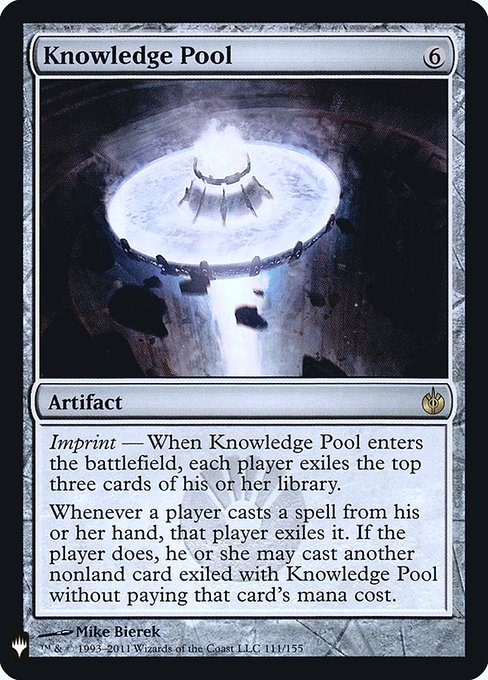 Knowledge Pool 6
Artifact
Imprint — When Knowledge Pool enters
the battlefield, each player exiles the top
three cards of his or her library.
Whenever a player casts a spell from his
or her hand, that player exiles it. If the
player does, he or she may cast another
nonland card exiled with Knowledge Pool
without paying that card's mana cost.
Mike Bierek
™ & © 1993–2011 Wizards of the Coast LLC 111/155